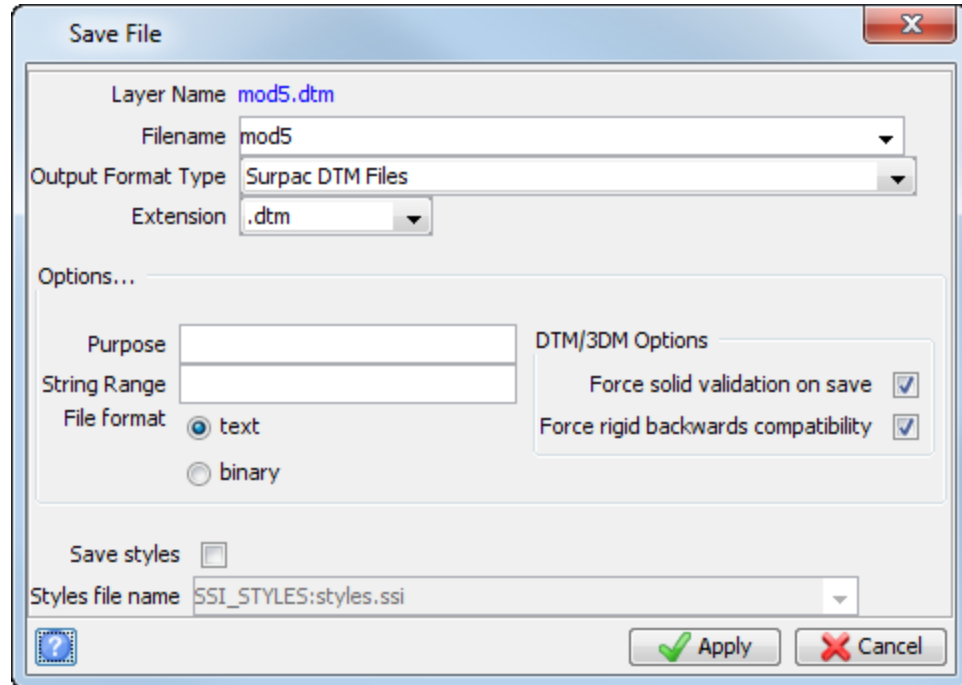 Save File
Layer Name mod5.dtm
Filename mod5
Output Format Type Surpac DTM Files
Extension .dtm
Options...
Purpose
String Range
File format text
binary
DTM/3DM Options
Force solid validation on save
Force rigid backwards compatibility
Save styles
Styles file name SSI_STYLES:styles.ssi
? Apply Cancel